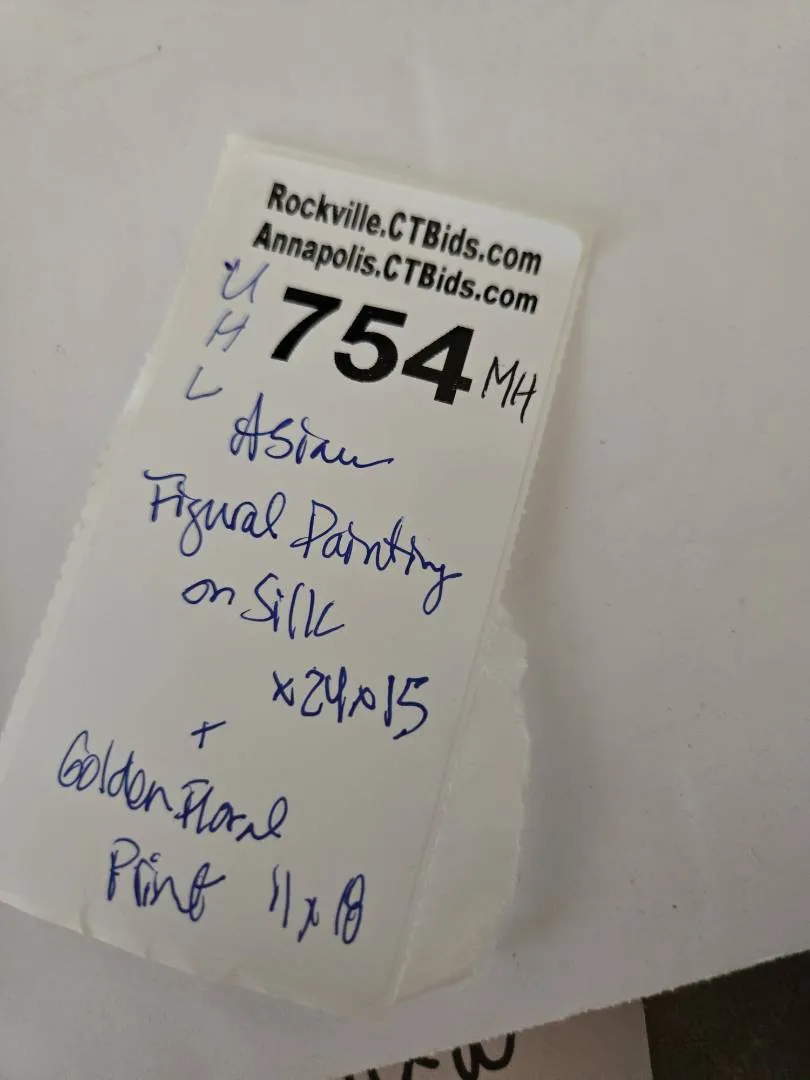 Rockville.CTBids.com
Annapolis.CTBids.com
U
H
L
754 MH
Asian
Figural Painting
on Silk
x24x15
+
Golden Floral
Print 11x18